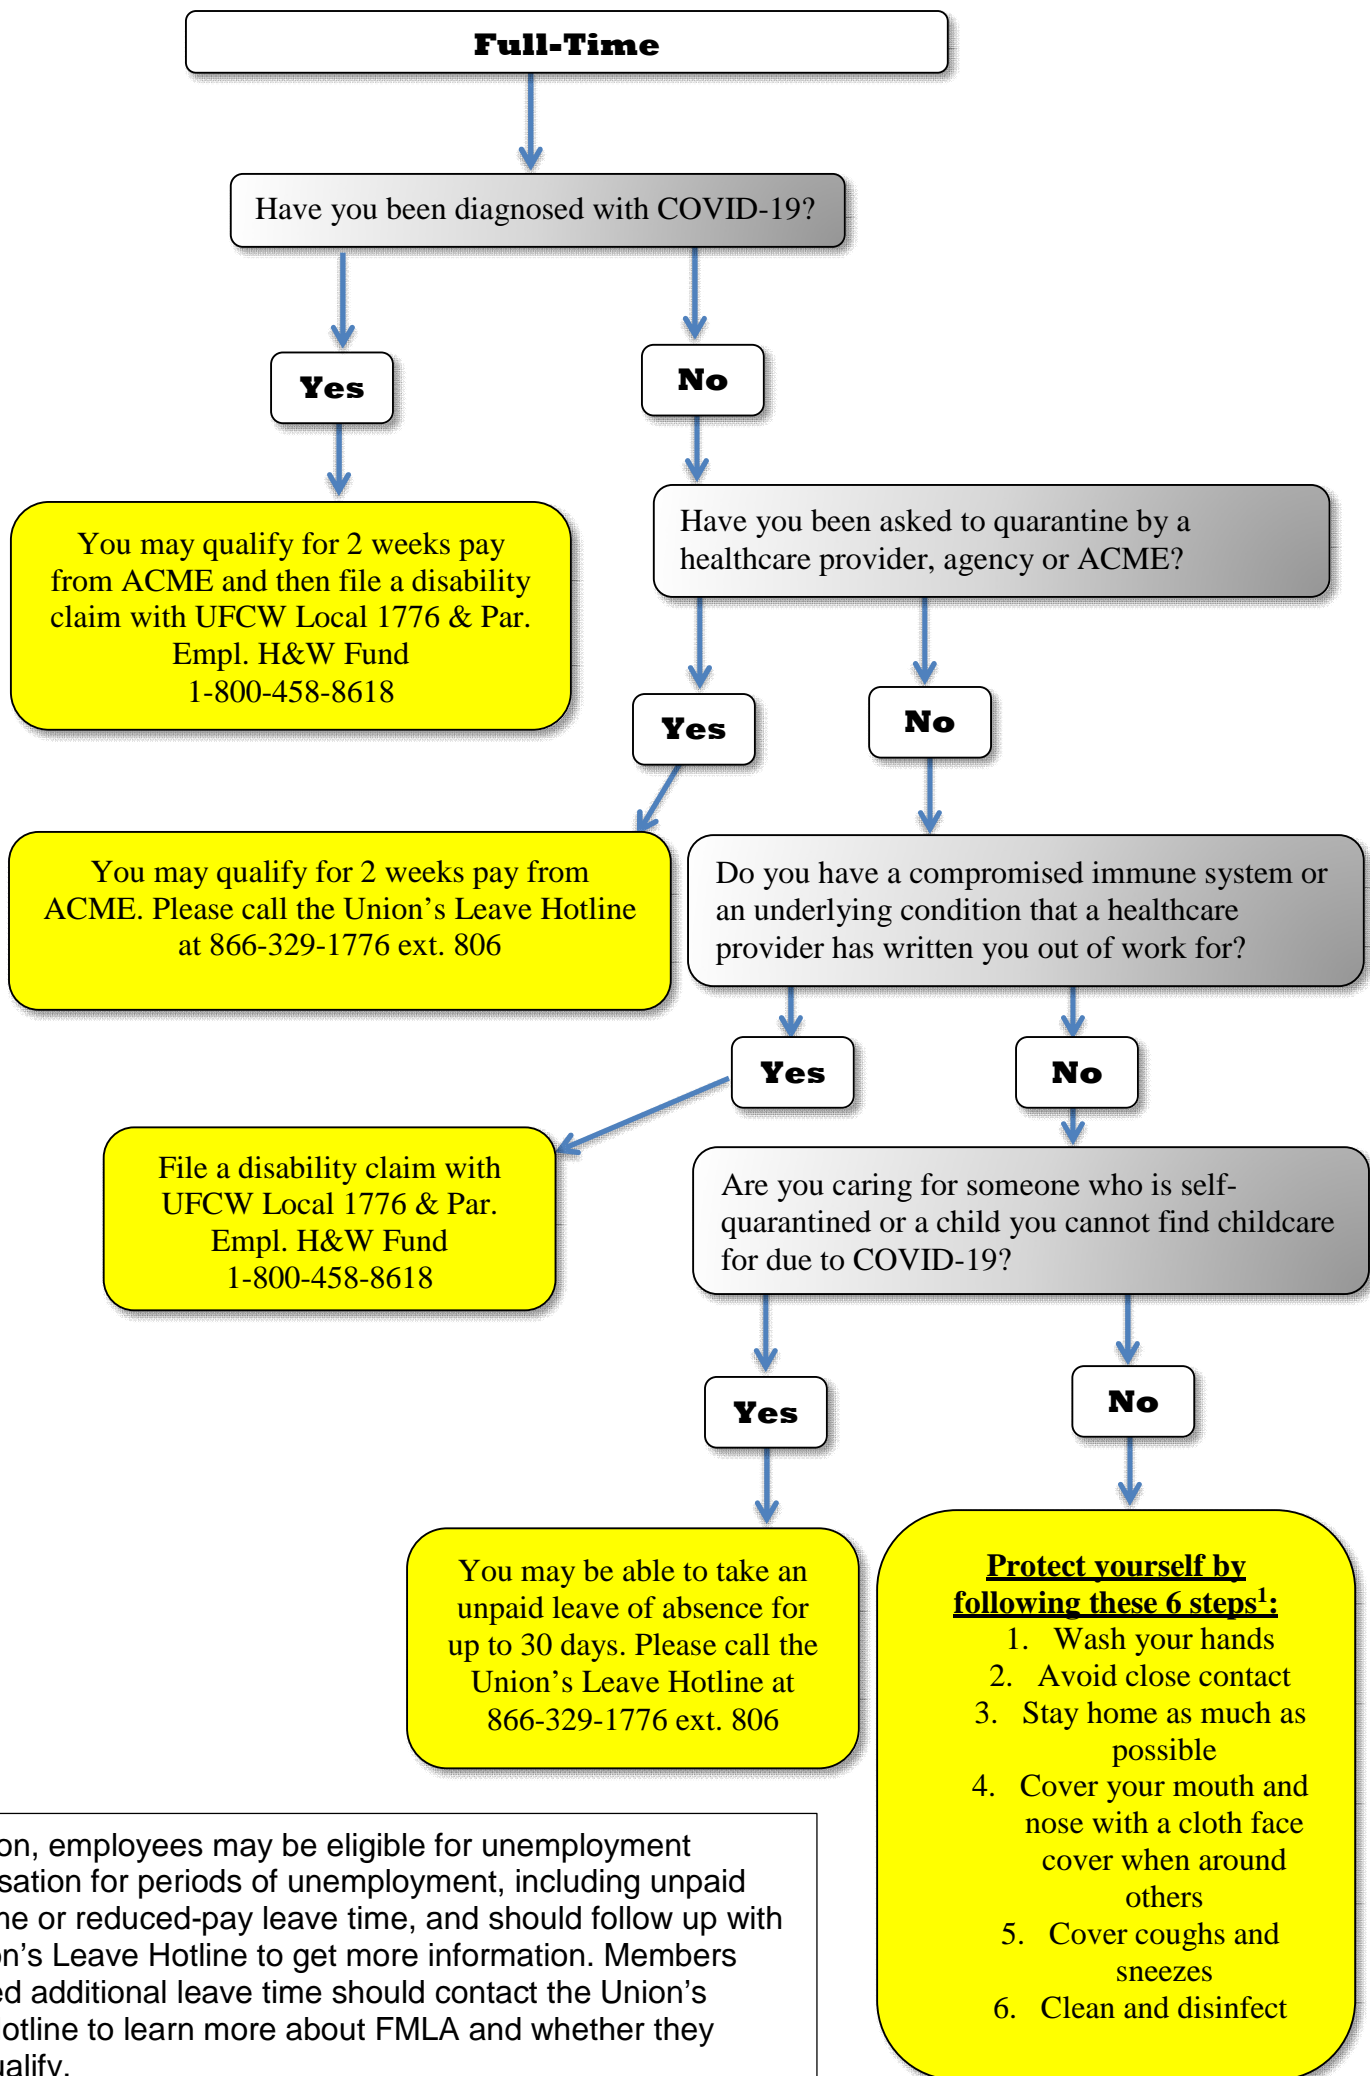 Full-Time
Have you been diagnosed with COVID-19?
Yes
No
You may qualify for 2 weeks pay
from ACME and then file a disability
claim with UFCW Local 1776 & Par.
Empl. H&W Fund
1-800-458-8618
Have you been asked to quarantine by a
healthcare provider, agency or ACME?
Yes
No
You may qualify for 2 weeks pay from
ACME. Please call the Union’s Leave Hotline
at 866-329-1776 ext. 806
Do you have a compromised immune system or
an underlying condition that a healthcare
provider has written you out of work for?
Yes
No
File a disability claim with
UFCW Local 1776 & Par.
Empl. H&W Fund
1-800-458-8618
Are you caring for someone who is self-
quarantined or a child you cannot find childcare
for due to COVID-19?
Yes
No
You may be able to take an
unpaid leave of absence for
up to 30 days. Please call the
Union’s Leave Hotline at
866-329-1776 ext. 806
Protect yourself by
following these 6 steps¹:
1. Wash your hands
2. Avoid close contact
3. Stay home as much as
possible
4. Cover your mouth and
nose with a cloth face
cover when around
others
5. Cover coughs and
sneezes
6. Clean and disinfect
on, employees may be eligible for unemployment
sation for periods of unemployment, including unpaid
me or reduced-pay leave time, and should follow up with
on’s Leave Hotline to get more information. Members
ed additional leave time should contact the Union’s
otline to learn more about FMLA and whether they
ualify.